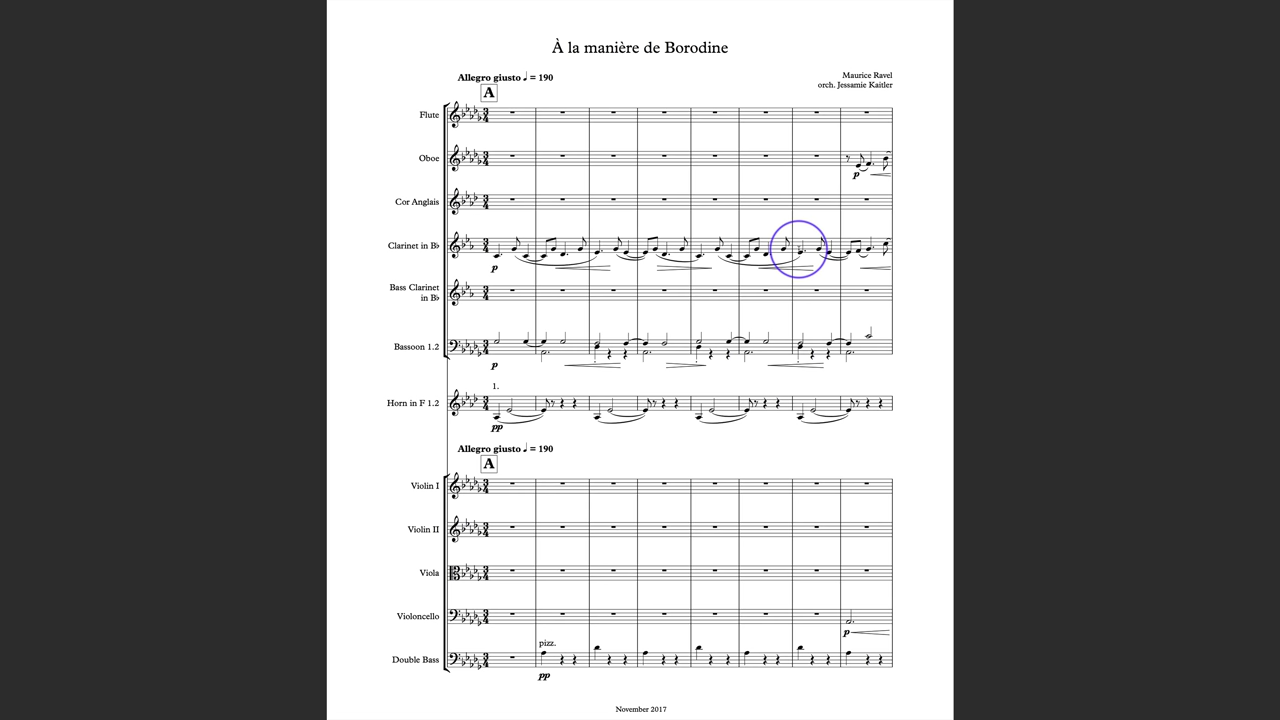 À la manière de Borodine
Allegro giusto ♩ = 190
Maurice Ravel
orch. Jessamie Kaitler
A
Flute
Oboe
p
Cor Anglais
Clarinet in B♭
p
Bass Clarinet
in B♭
Bassoon 1.2
p
1.
Horn in F 1.2
pp
Allegro giusto ♩ = 190
A
Violin I
Violin II
Viola
Violoncello
p
pizz.
Double Bass
pp
November 2017